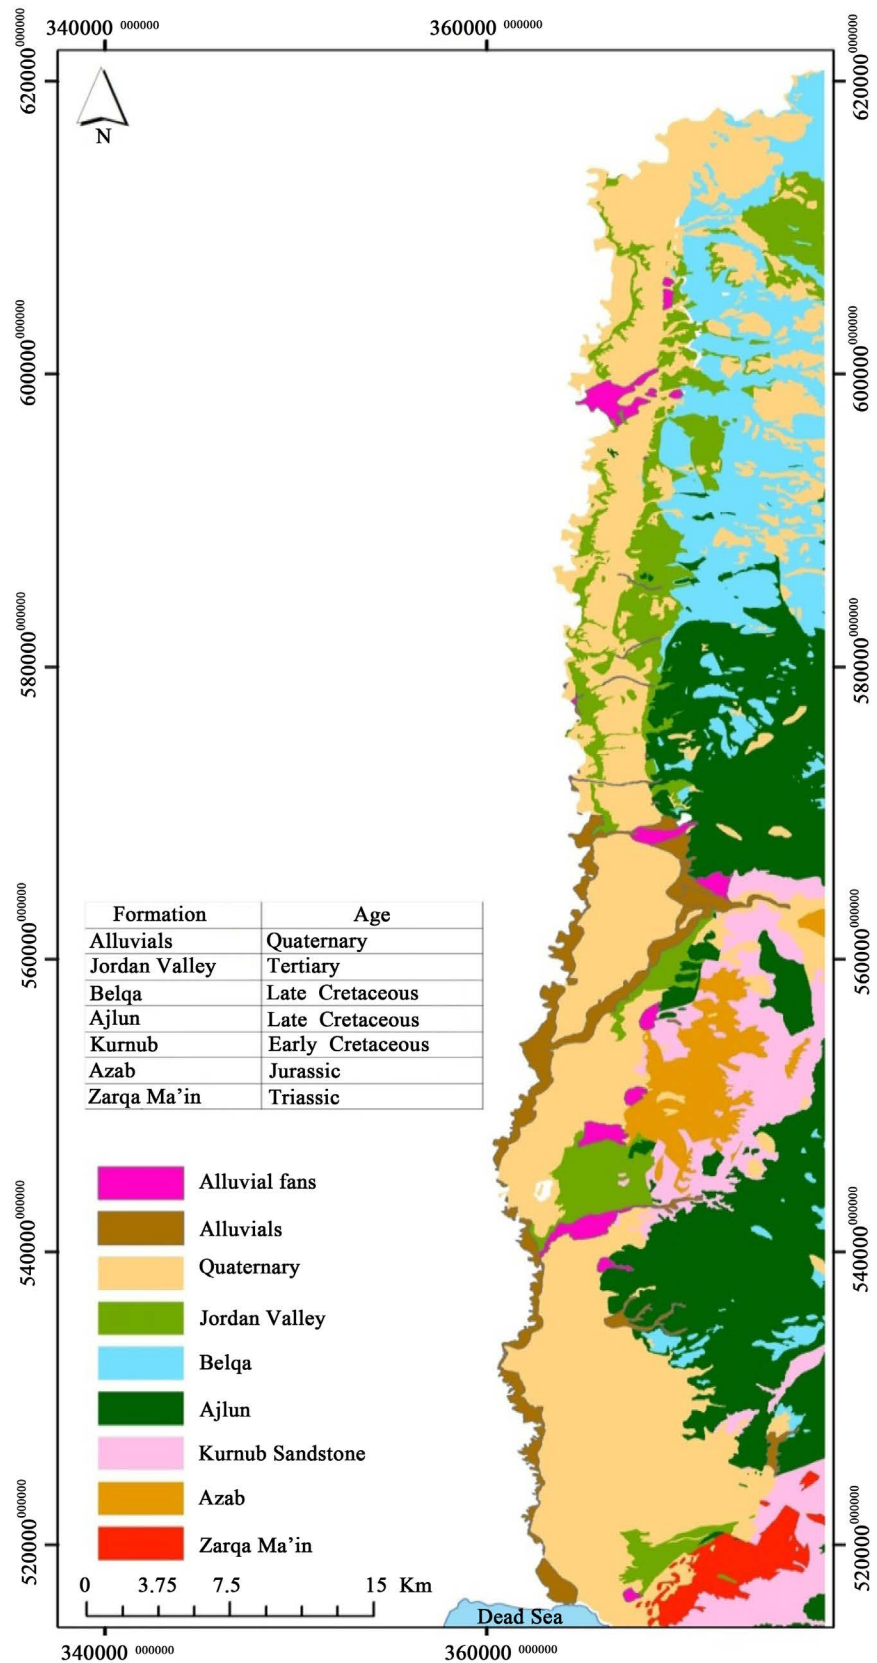 340000 000000 360000 000000
620000 000000
620000 000000
N
600000 000000
600000 000000
580000 000000
580000 000000
Formation Age
Alluvials Quaternary
Jordan Valley Tertiary
Belqa Late Cretaceous
Ajlun Late Cretaceous
Kurnub Early Cretaceous
Azab Jurassic
Zarqa Ma’in Triassic
560000 000000
560000 000000
Alluvial fans
Alluvials
Quaternary
Jordan Valley
Belqa
Ajlun
Kurnub Sandstone
Azab
Zarqa Ma’in
540000 000000
540000 000000
520000 000000
520000 000000
0 3.75 7.5 15 Km
Dead Sea
340000 000000 360000 000000